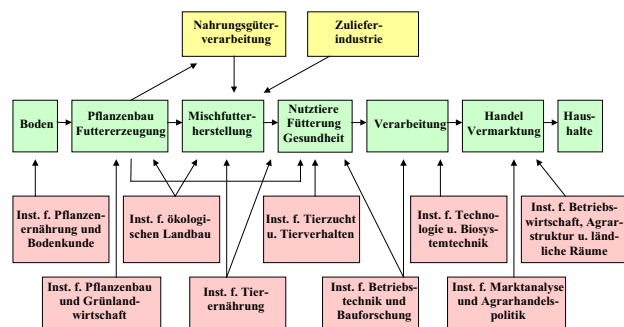 Nahrungsgüter-
verarbeitung
Zuliefer-
industrie
Boden
Pflanzenbau
Futtererzeugung
Mischfutter-
herstellung
Nutztiere
Fütterung
Gesundheit
Verarbeitung
Handel
Vermarktung
Haus-
halte
Inst. f. Pflanzen-
ernährung und
Bodenkunde
Inst. f. ökologi-
schen Landbau
Inst. f. Tierzucht
u. Tierverhalten
Inst. f. Techno-
logie u. Biosys-
temtechnik
Inst. f. Betriebs-
wirtschaft, Agrar-
struktur u. länd-
liche Räume
Inst. f. Pflanzenbau
und Grünland-
wirtschaft
Inst. f. Tier-
ernährung
Inst. f. Betriebs-
technik und
Bauforschung
Inst. f. Marktanalyse
und Agrarhandels-
politik